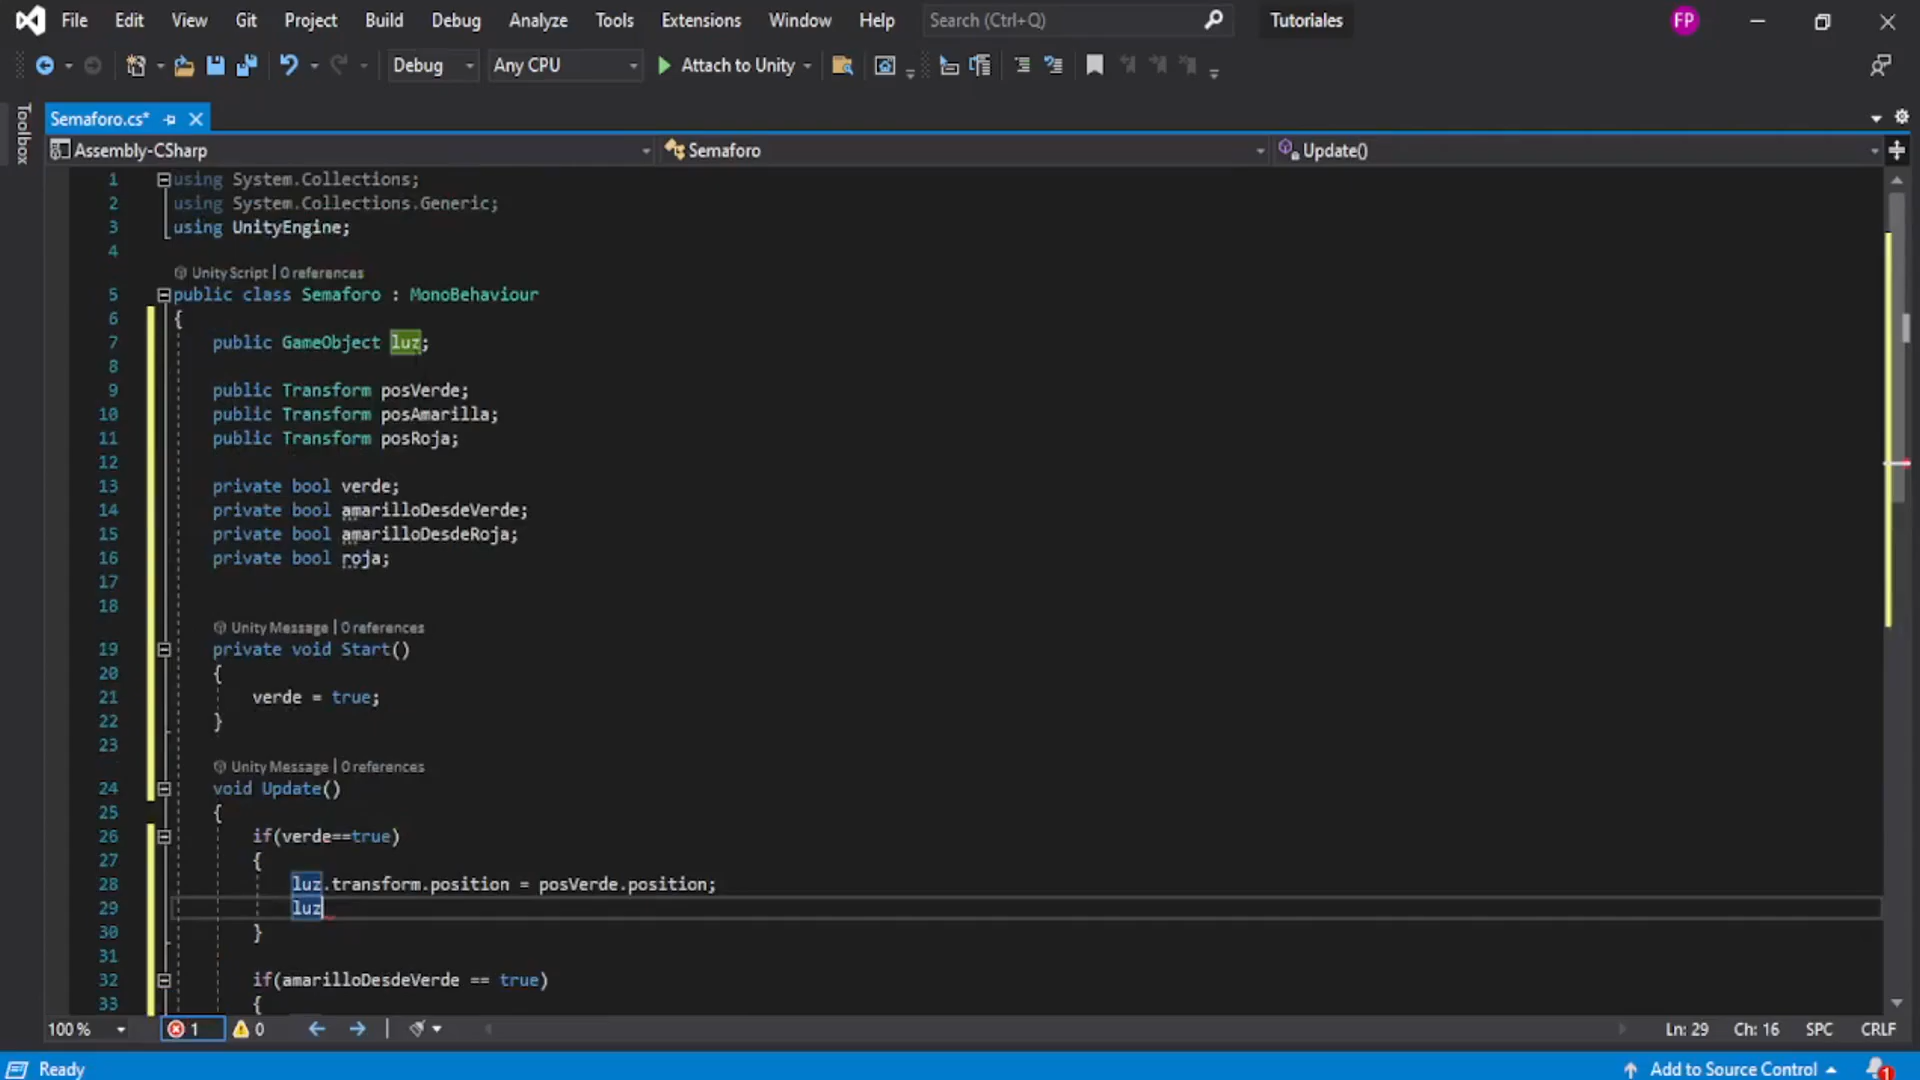 File Edit View Git Project Build Debug Analyze Tools Extensions Window Help Search (Ctrl+Q) Tutoriales FP
Debug Any CPU Attach to Unity
Toolbox
Semaforo.cs*
Assembly-CSharp Semaforo Update()
1 using System.Collections;
2 using System.Collections.Generic;
3 using UnityEngine;
4
Unity Script | 0 references
5 public class Semaforo : MonoBehaviour
6 {
7 public GameObject luz;
8
9 public Transform posVerde;
10 public Transform posAmarilla;
11 public Transform posRoja;
12
13 private bool verde;
14 private bool amarilloDesdeVerde;
15 private bool amarilloDesdeRoja;
16 private bool roja;
17
18
Unity Message | 0 references
19 private void Start()
20 {
21 verde = true;
22 }
23
Unity Message | 0 references
24 void Update()
25 {
26 if(verde==true)
27 {
28 luz.transform.position = posVerde.position;
29 luz
30 }
31
32 if(amarilloDesdeVerde == true)
33 {
100 % 1 0 Ln: 29 Ch: 16 SPC CRLF
Ready Add to Source Control 1